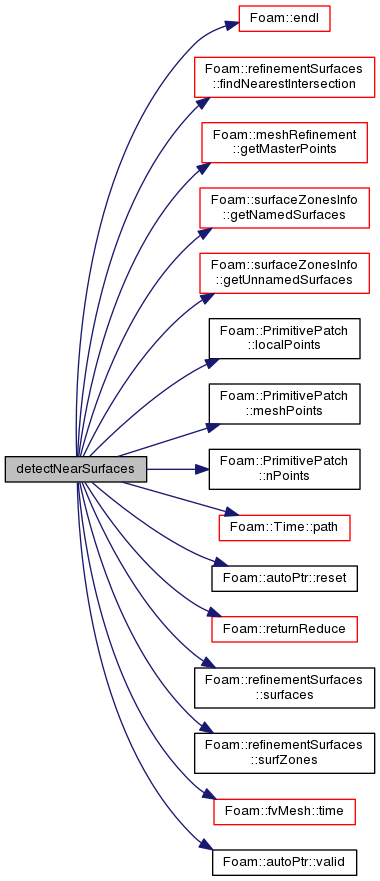 Foam::endl
Foam::refinementSurfaces
::findNearestIntersection
Foam::meshRefinement
::getMasterPoints
Foam::surfaceZonesInfo
::getNamedSurfaces
Foam::surfaceZonesInfo
::getUnnamedSurfaces
Foam::PrimitivePatch
::localPoints
Foam::PrimitivePatch
::meshPoints
detectNearSurfaces
Foam::PrimitivePatch
::nPoints
Foam::Time::path
Foam::autoPtr::reset
Foam::returnReduce
Foam::refinementSurfaces
::surfaces
Foam::refinementSurfaces
::surfZones
Foam::fvMesh::time
Foam::autoPtr::valid